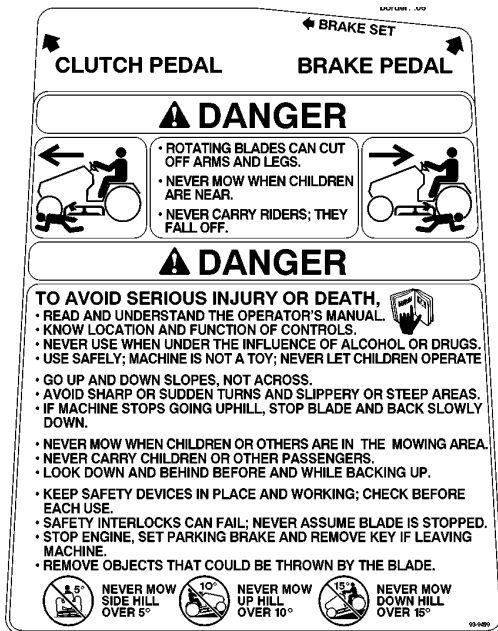 BRAKE SET
CLUTCH PEDAL BRAKE PEDAL
DANGER
• ROTATING BLADES CAN CUT
OFF ARMS AND LEGS.
• NEVER MOW WHEN CHILDREN
ARE NEAR.
• NEVER CARRY RIDERS; THEY
FALL OFF.
DANGER
TO AVOID SERIOUS INJURY OR DEATH,
• READ AND UNDERSTAND THE OPERATOR'S MANUAL.
• KNOW LOCATION AND FUNCTION OF CONTROLS.
• NEVER USE WHEN UNDER THE INFLUENCE OF ALCOHOL OR DRUGS.
• USE SAFELY; MACHINE IS NOT A TOY; NEVER LET CHILDREN OPERATE
• GO UP AND DOWN SLOPES, NOT ACROSS.
• AVOID SHARP OR SUDDEN TURNS AND SLIPPERY OR STEEP AREAS.
• IF MACHINE STOPS GOING UPHILL, STOP BLADE AND BACK SLOWLY
DOWN.
• NEVER MOW WHEN CHILDREN OR OTHERS ARE IN THE MOWING AREA.
• NEVER CARRY CHILDREN OR OTHER PASSENGERS.
• LOOK DOWN AND BEHIND BEFORE AND WHILE BACKING UP.
• KEEP SAFETY DEVICES IN PLACE AND WORKING; CHECK BEFORE
EACH USE.
• SAFETY INTERLOCKS CAN FAIL; NEVER ASSUME BLADE IS STOPPED.
• STOP ENGINE, SET PARKING BRAKE AND REMOVE KEY IF LEAVING
MACHINE.
• REMOVE OBJECTS THAT COULD BE THROWN BY THE BLADE.
5°
NEVER MOW
SIDE HILL
OVER 5°
10°
NEVER MOW
UP HILL
OVER 10°
15°
NEVER MOW
DOWN HILL
OVER 15°
93-9499